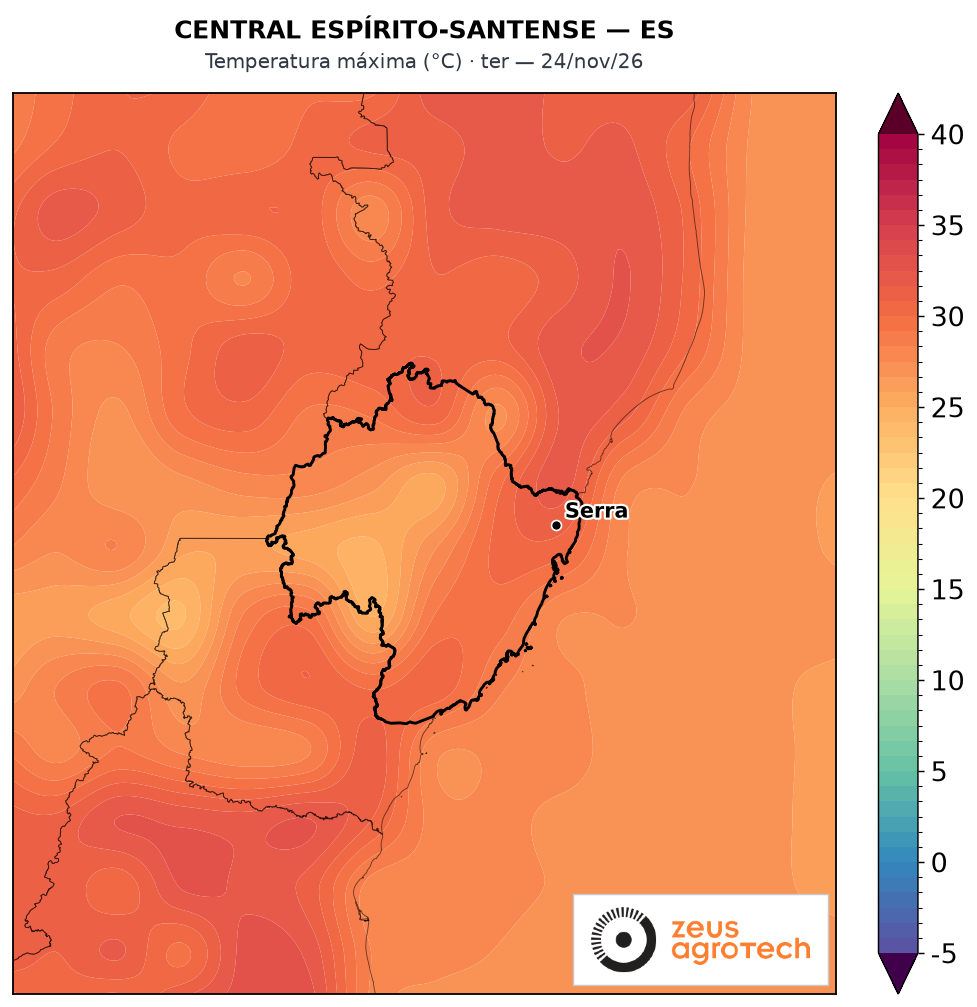 CENTRAL ESPÍRITO-SANTENSE — ES
Temperatura máxima (°C) · ter — 24/nov/26
40
35
30
25
20
15
10
5
0
-5
Serra
zeus
agrotech